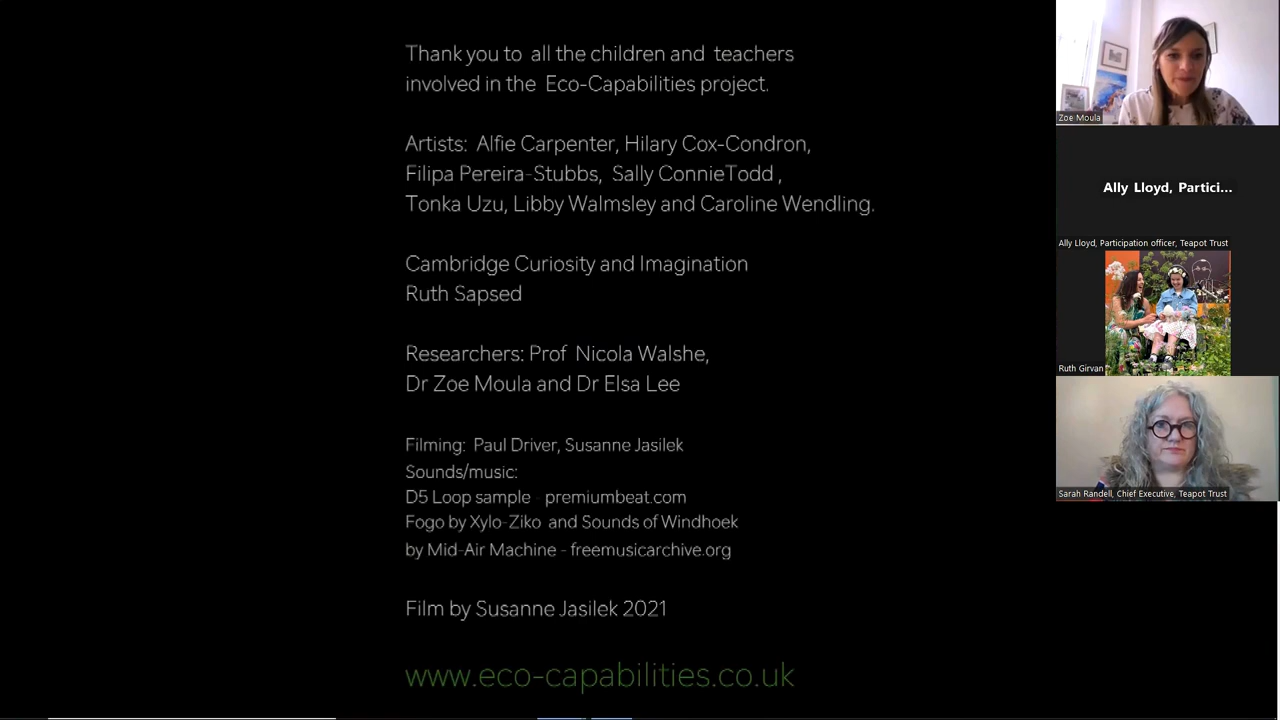 Thank you to all the children and teachers
involved in the Eco-Capabilities project.
Artists: Alfie Carpenter, Hilary Cox-Condron,
Filipa Pereira-Stubbs, Sally ConnieTodd ,
Tonka Uzu, Libby Walmsley and Caroline Wendling.
Cambridge Curiosity and Imagination
Ruth Sapsed
Researchers: Prof Nicola Walshe,
Dr Zoe Moula and Dr Elsa Lee
Filming: Paul Driver, Susanne Jasilek
Sounds/music:
D5 Loop sample - premiumbeat.com
Fogo by Xylo-Ziko and Sounds of Windhoek
by Mid-Air Machine - freemusicarchive.org
Film by Susanne Jasilek 2021
www.eco-capabilities.co.uk
Zoe Moula
Ally Lloyd, Partici...
Ally Lloyd, Participation officer, Teapot Trust
Ruth Girvan
Sarah Randell, Chief Executive, Teapot Trust